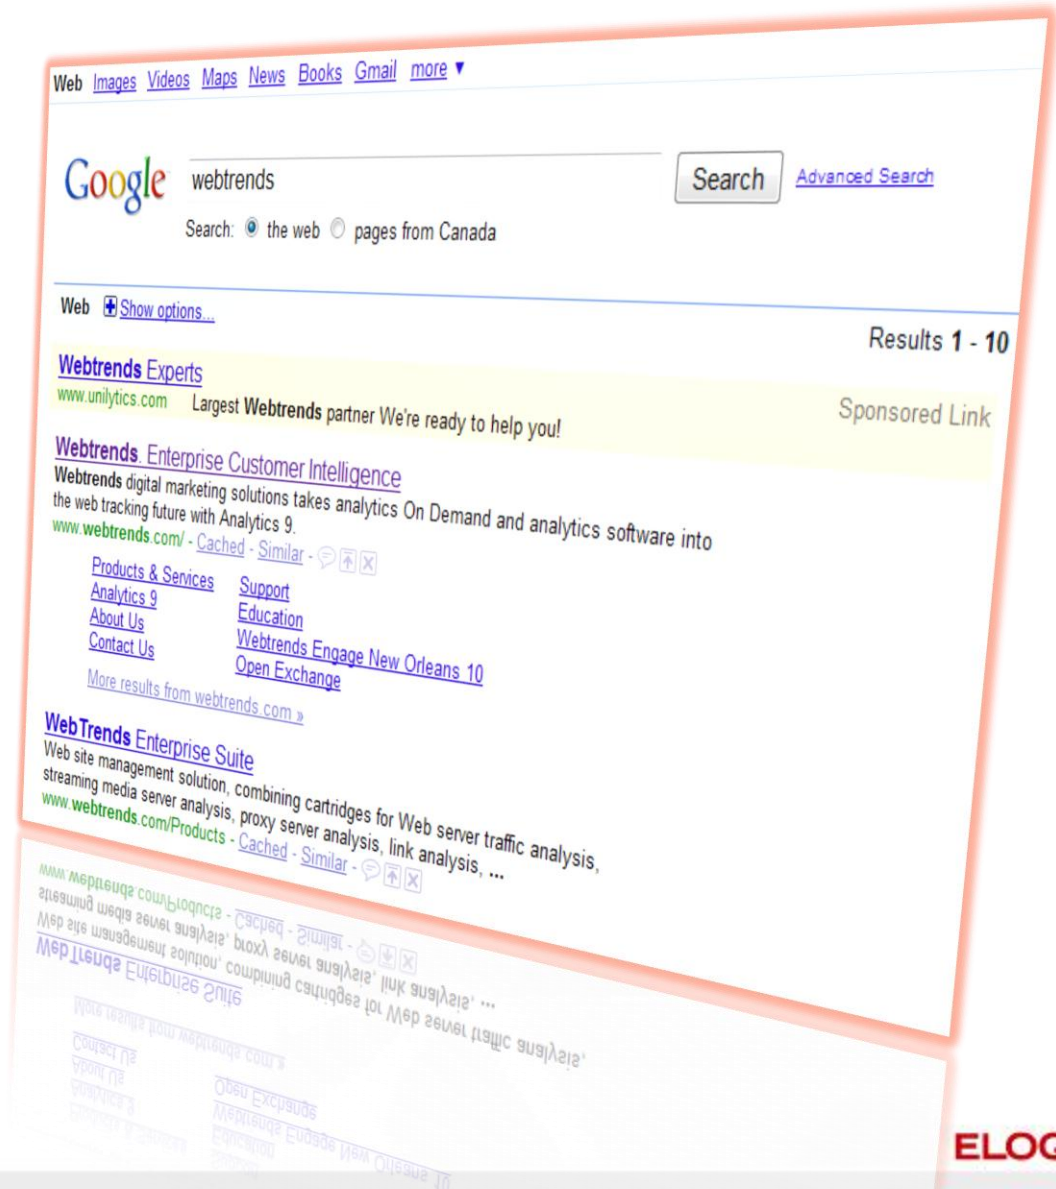 Web Images Videos Maps News Books Gmail more ▼
Google webtrends Search Advanced Search
Search: the web pages from Canada
Web Show options...
Results 1 - 10
Webtrends Experts
www.unilytics.com Largest Webtrends partner We're ready to help you!
Sponsored Link
Webtrends. Enterprise Customer Intelligence
Webtrends digital marketing solutions takes analytics On Demand and analytics software into
the web tracking future with Analytics 9.
www.webtrends.com/ - Cached - Similar -
Products & Services Support
Analytics 9 Education
About Us Webtrends Engage New Orleans 10
Contact Us Open Exchange
More results from webtrends.com »
WebTrends Enterprise Suite
Web site management solution, combining cartridges for Web server traffic analysis,
streaming media server analysis, proxy server analysis, link analysis, ...
www.webtrends.com/Products - Cached - Similar -
ELOQ